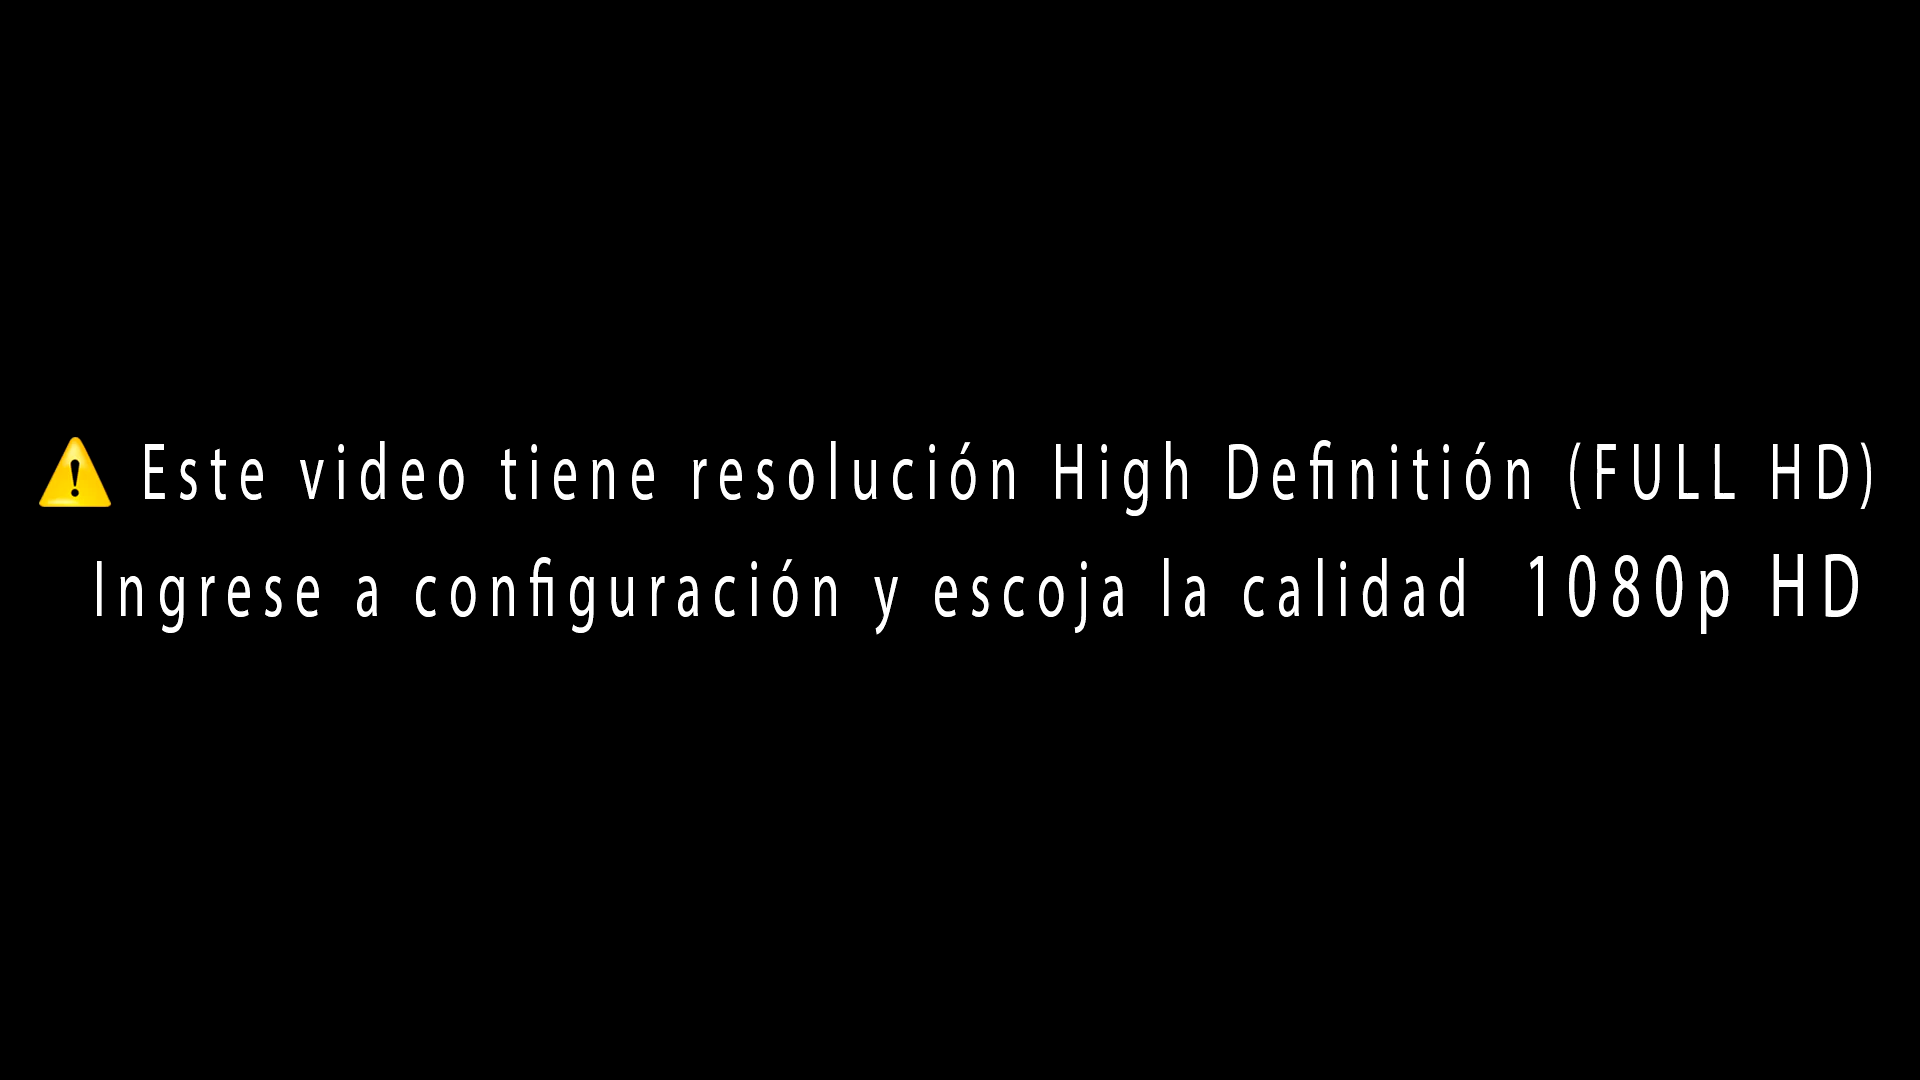 Este video tiene resolución High Definitión (FULL HD)
Ingrese a configuración y escoja la calidad 1080p HD